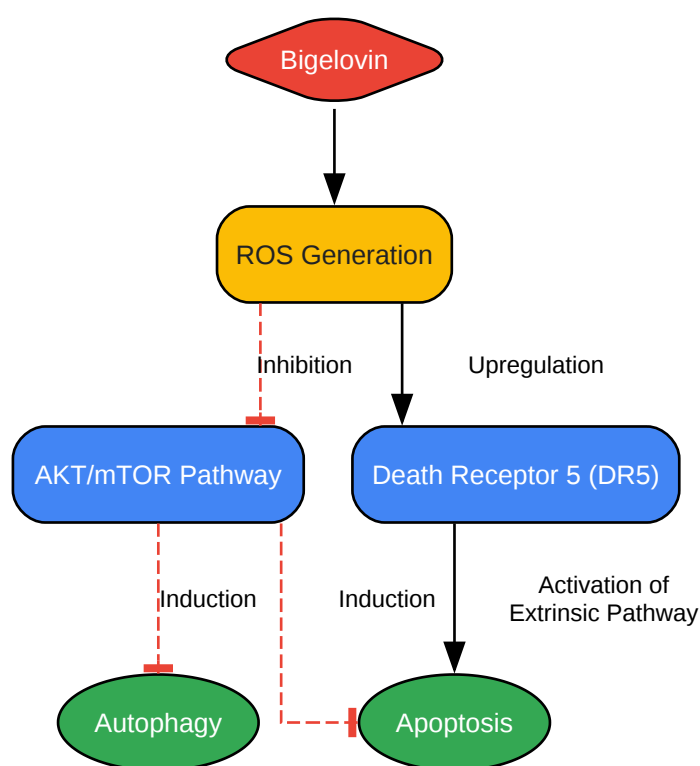 Bigelovin
ROS Generation
Inhibition
Upregulation
AKT/mTOR Pathway
Death Receptor 5 (DR5)
Induction
Induction
Activation of
Extrinsic Pathway
Autophagy
Apoptosis